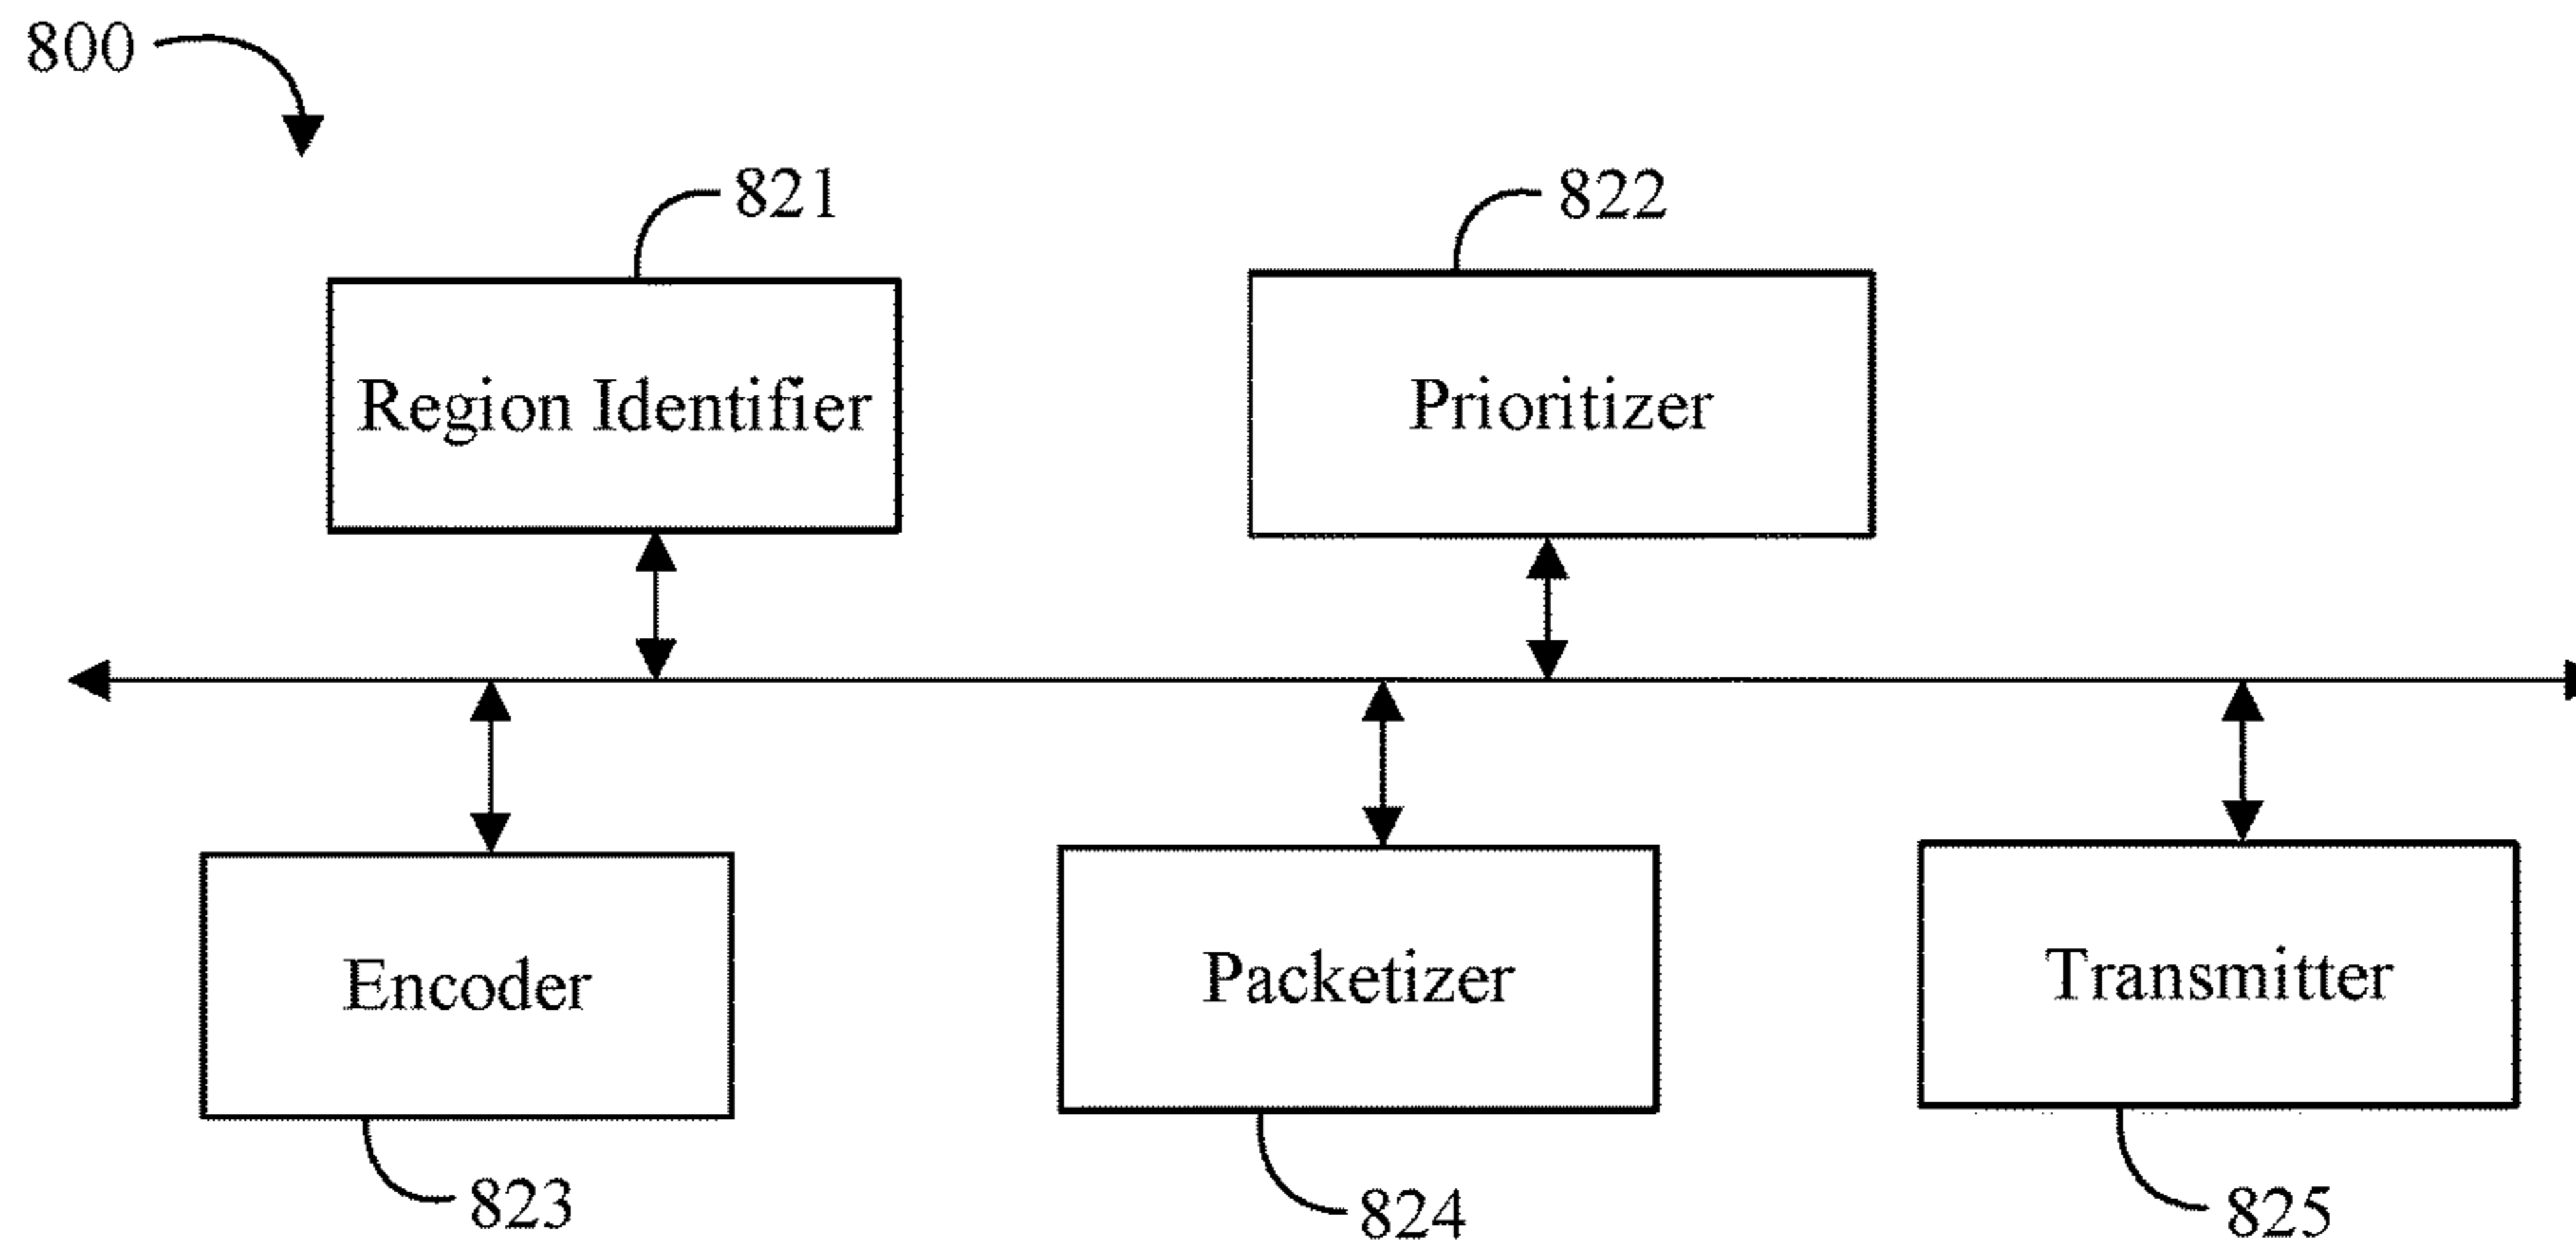 800
821
822
Region Identifier
Prioritizer
Encoder
Packetizer
Transmitter
823
824
825